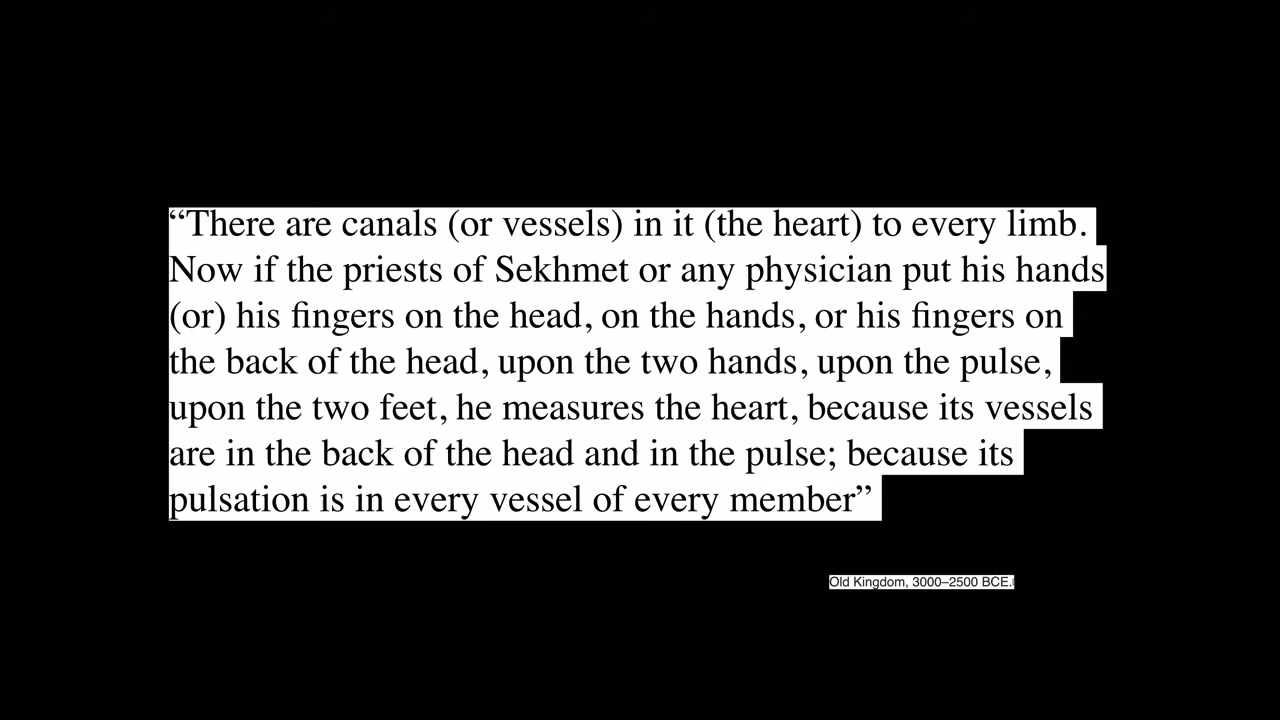 “There are canals (or vessels) in it (the heart) to every limb.
Now if the priests of Sekhmet or any physician put his hands
(or) his fingers on the head, on the hands, or his fingers on
the back of the head, upon the two hands, upon the pulse,
upon the two feet, he measures the heart, because its vessels
are in the back of the head and in the pulse; because its
pulsation is in every vessel of every member”
Old Kingdom, 3000–2500 BCE.